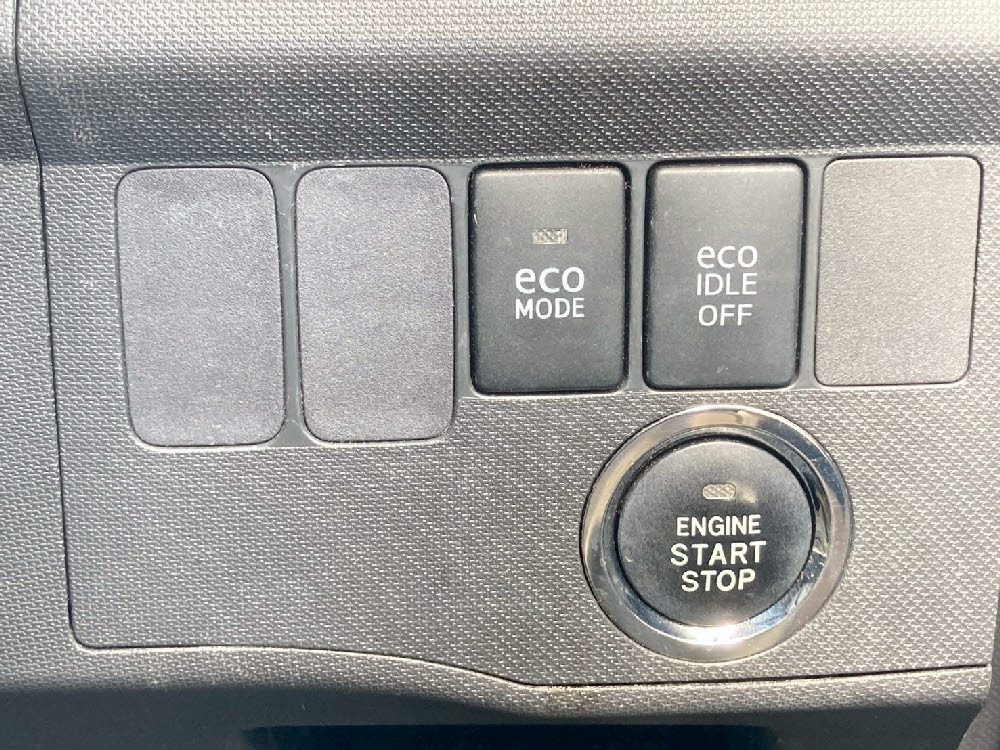 eco
MODE
eco
IDLE
OFF
ENGINE
START
STOP